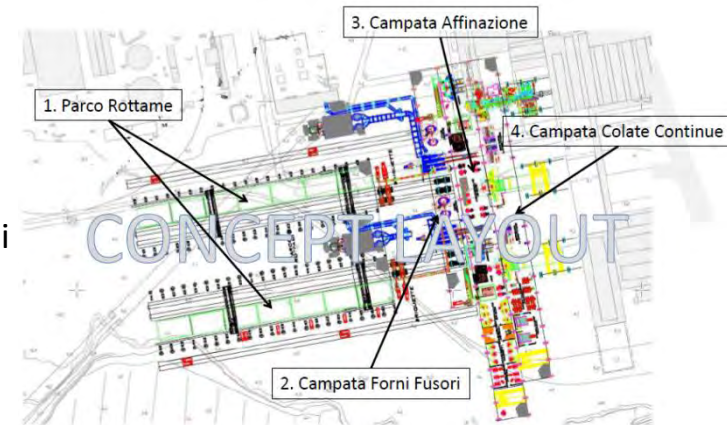 3. Campata Affinazione
1. Parco Rottame
4. Campata Colate Continue
i
CONCEPT LAYOUT
2. Campata Forni Fusori